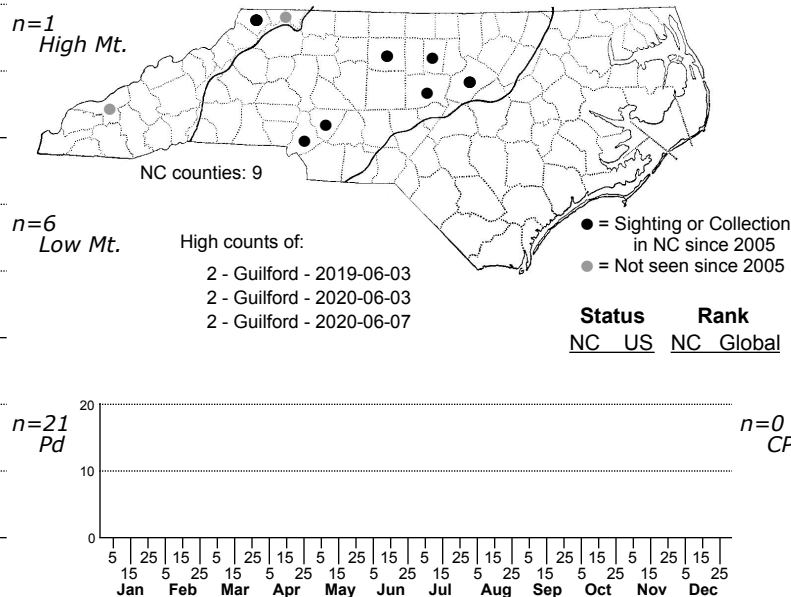 n=1
High Mt.
NC counties: 9
n=6
Low Mt.
High counts of:
2 - Guilford - 2019-06-03
2 - Guilford - 2020-06-03
2 - Guilford - 2020-06-07
= Sighting or Collection
in NC since 2005
= Not seen since 2005
Status Rank
NC US NC Global
n=21
Pd
20
10
0
n=0
CP
5 25 15 5 25 15 5 25 15 5 25 15 5 25 15 5 25 15
15 5 25 15 5 25 15 5 25 15 5 25 15 5 25 15 5 25
Jan Feb Mar Apr May Jun Jul Aug Sep Oct Nov Dec